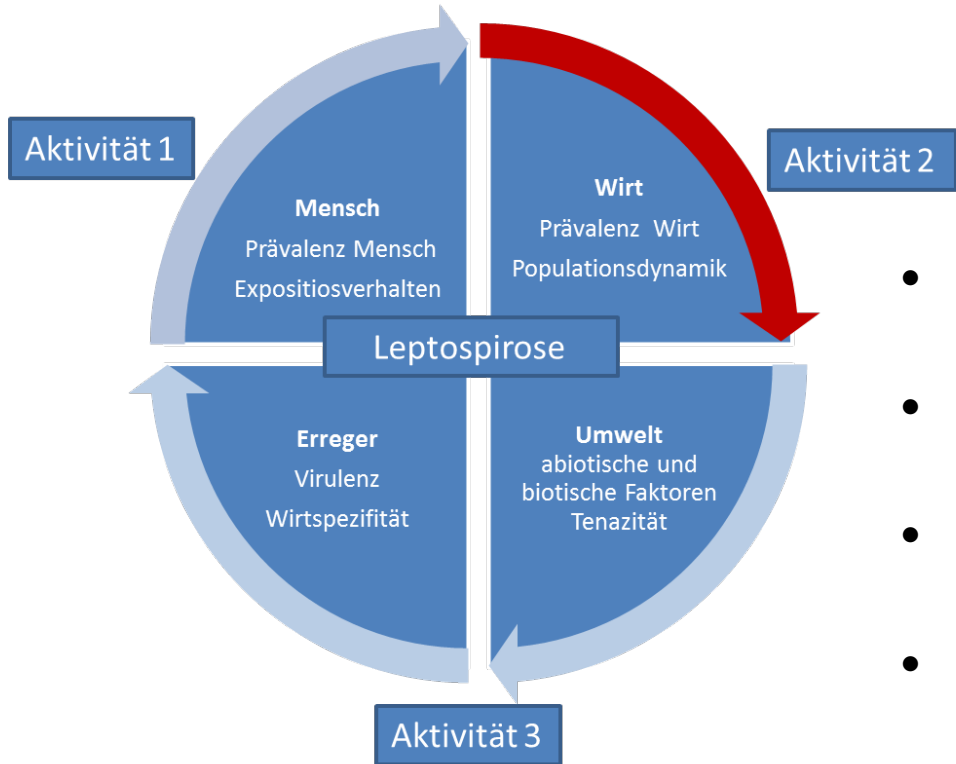 Aktivität 1
Mensch
Prävalenz Mensch
Expositiosverhalten
Wirt
Prävalenz Wirt
Populationsdynamik
Aktivität 2
Leptospirose
Erreger
Virulenz
Wirtspezifität
Umwelt
abiotische und
biotische Faktoren
Tenazität
Aktivität 3